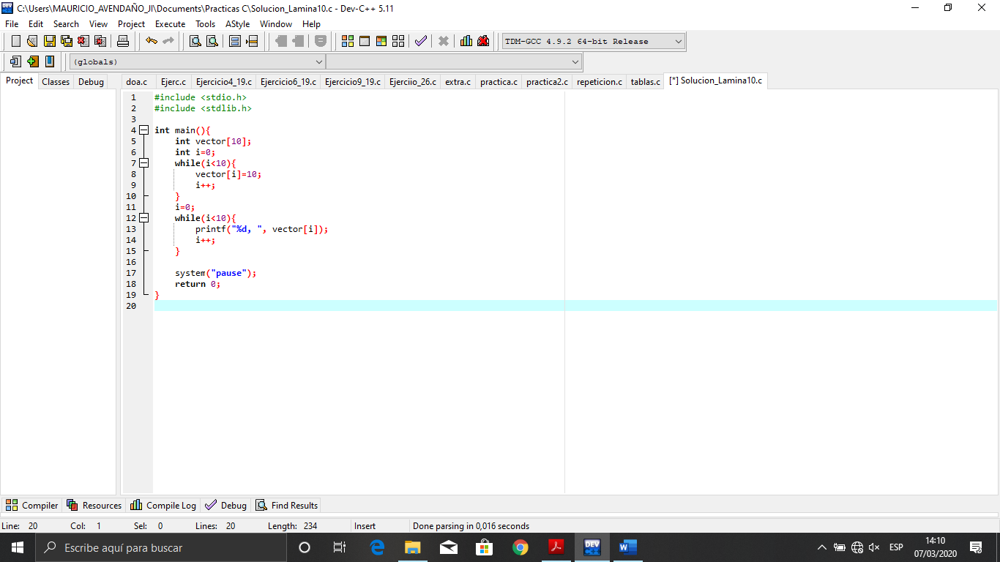 C:\Users\MAURICIO_AVENDAÑO_JI\Documents\Practicas C\Solucion_Lamina10.c - Dev-C++ 5.11
File Edit Search View Project Execute Tools AStyle Window Help
TDM-GCC 4.9.2 64-bit Release
(globals)
Project Classes Debug doa.c Ejerc.c Ejercicio4_19.c Ejercicio6_19.c Ejercicio9_19.c Ejerciio_26.c extra.c practica.c practica2.c repeticion.c tablas.c [*] Solucion_Lamina10.c
1 #include <stdio.h>
2 #include <stdlib.h>
3
4 int main(){
5 int vector[10];
6 int i=0;
7 while(i<10){
8 vector[i]=10;
9 i++;
10 }
11 i=0;
12 while(i<10){
13 printf("%d, ", vector[i]);
14 i++;
15 }
16
17 system("pause");
18 return 0;
19 }
20
Compiler Resources Compile Log Debug Find Results
Line: 20 Col: 1 Sel: 0 Lines: 20 Length: 234 Insert Done parsing in 0,016 seconds
Escribe aquí para buscar
ESP
14:10
07/03/2020